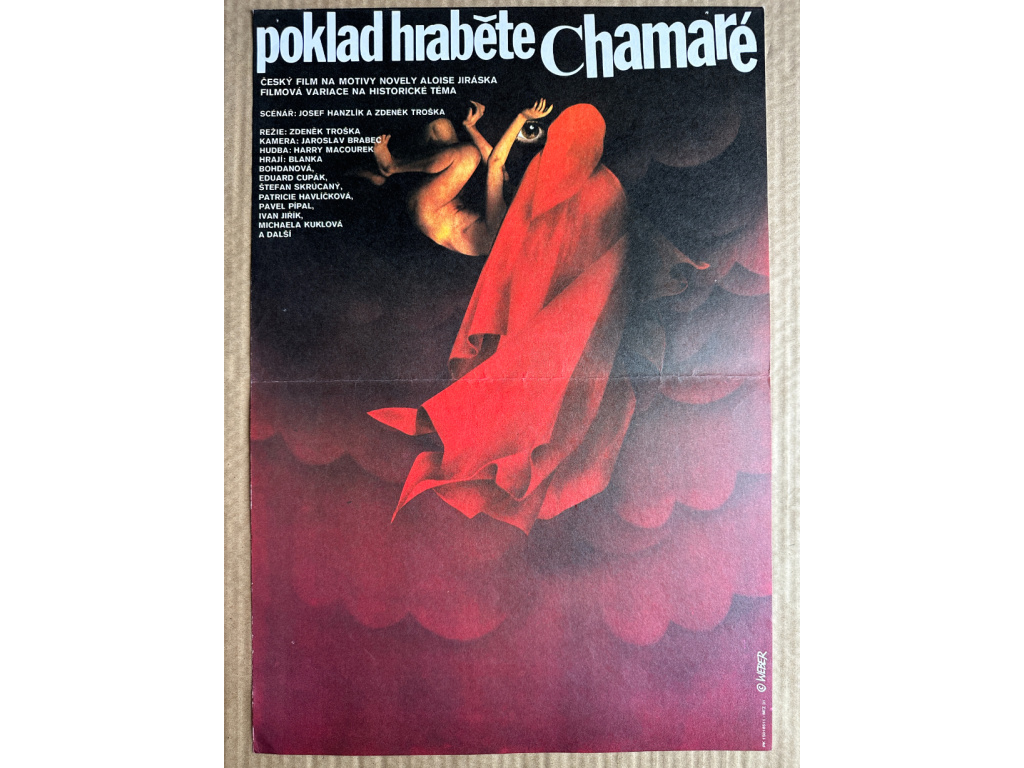 poklad hraběte Chamaré
ČESKÝ FILM NA MOTIVY NOVELY ALOISE JIRÁSKA
FILMOVÁ VARIACE NA HISTORICKÉ TÉMA
SCÉNÁŘ: JOSEF HANZLÍK A ZDENĚK TROŠKA
REŽIE: ZDENĚK TROŠKA
KAMERA: JAROSLAV BRABEC
HUDBA: HARRY MACOUREK
HRAJÍ: BLANKA
BOHDANOVÁ,
EDUARD CUPÁK,
ŠTEFAN SKRÚCANÝ,
PATRICIE HAVLÍČKOVÁ,
PAVEL PÍPAL,
IVAN JIŘÍK,
MICHAELA KUKLOVÁ
A DALŠÍ
© WEBER